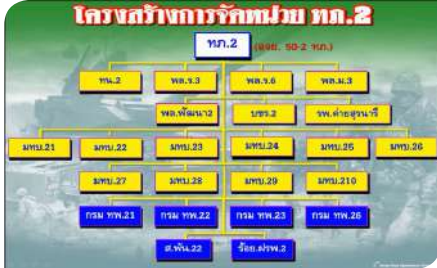 โครงสร้างการจัดหน่วย ทภ.2
ทภ.2 (อจย. 50-2 ทภ.)
ทน.2 พล.ร.3 พล.ร.6 พล.ม.3
พล.พัฒนา2 บชร.2 รพ.ค่ายสุรนารี
มทบ.21 มทบ.22 มทบ.23 มทบ.24 มทบ.25 มทบ.26
มทบ.27 มทบ.28 มทบ.29 มทบ.210
กรม ทพ.21 กรม ทพ.22 กรม ทพ.23 กรม ทพ.26
ส.พัน.22 ร้อย.ฝรพ.2